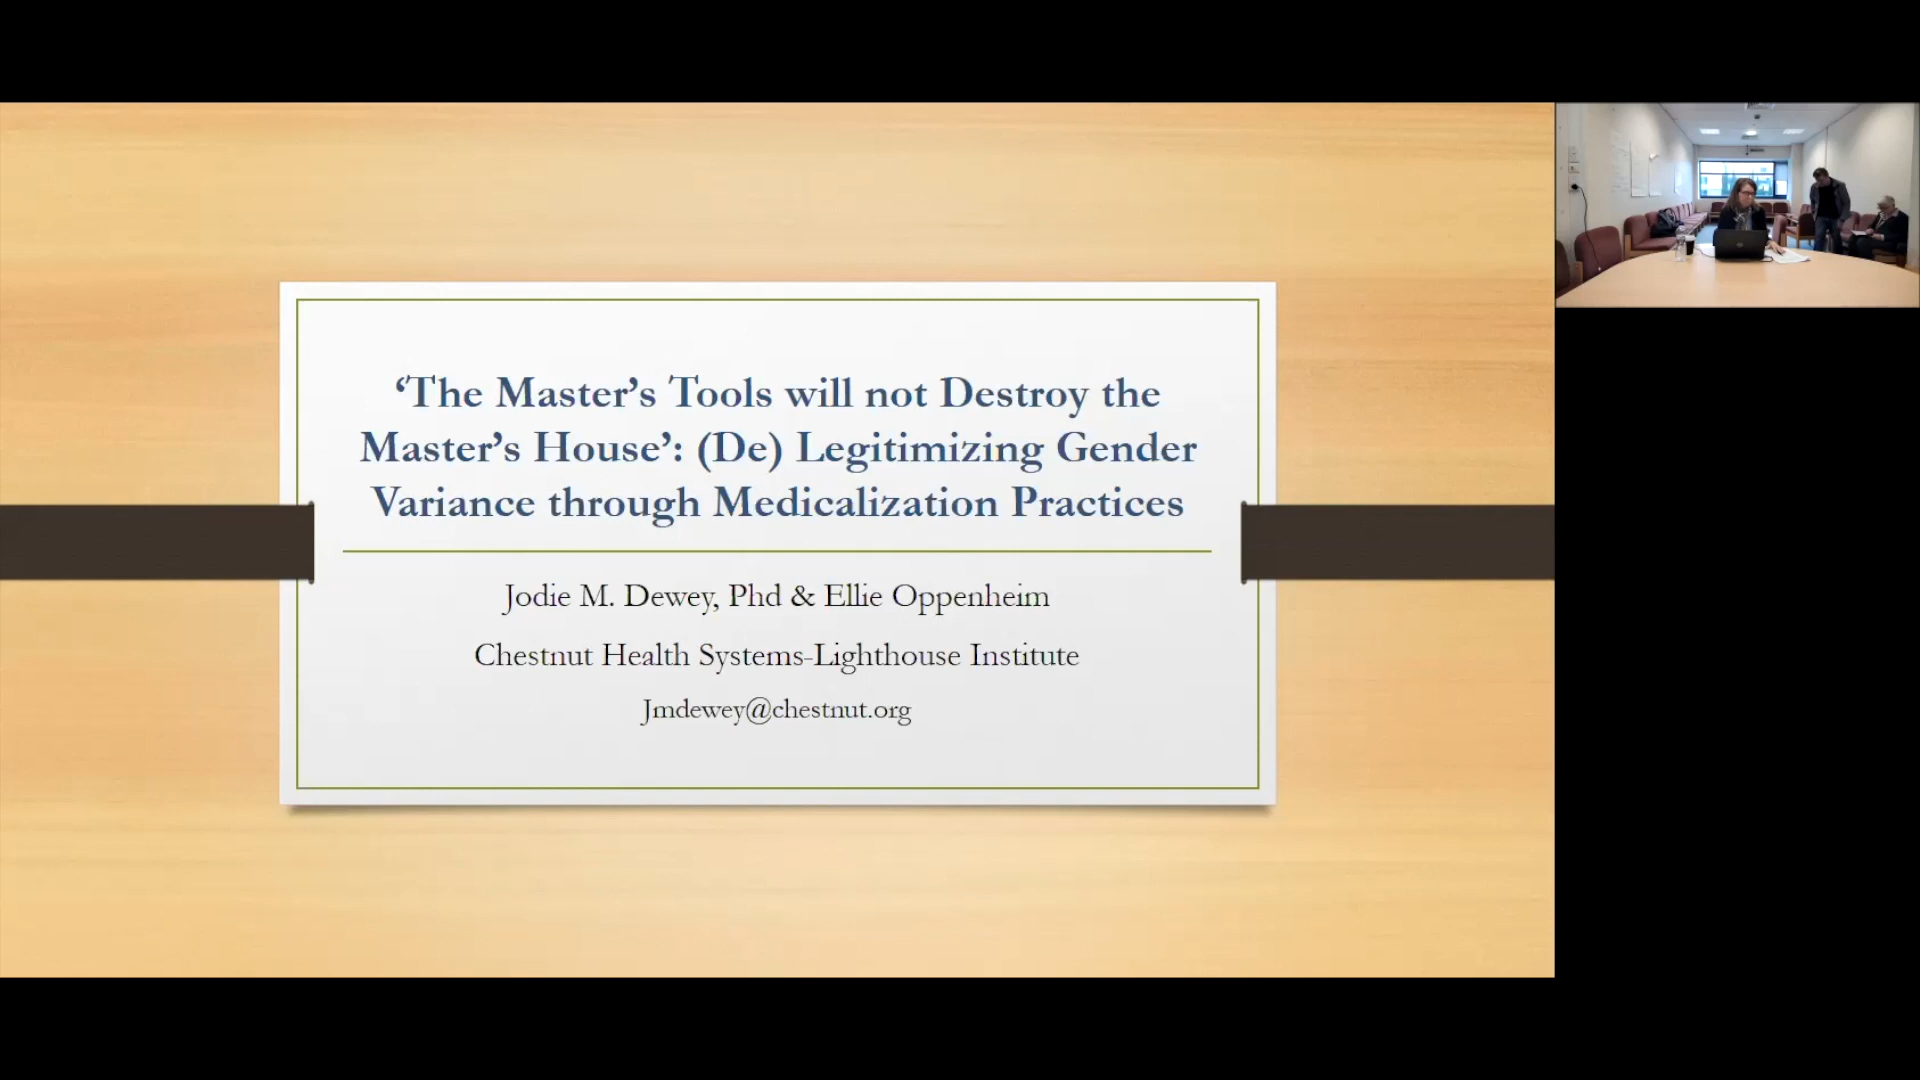 ‘The Master’s Tools will not Destroy the
Master’s House’: (De) Legitimizing Gender
Variance through Medicalization Practices
Jodie M. Dewey, Phd & Ellie Oppenheim
Chestnut Health Systems-Lighthouse Institute
Jmdewey@chestnut.org